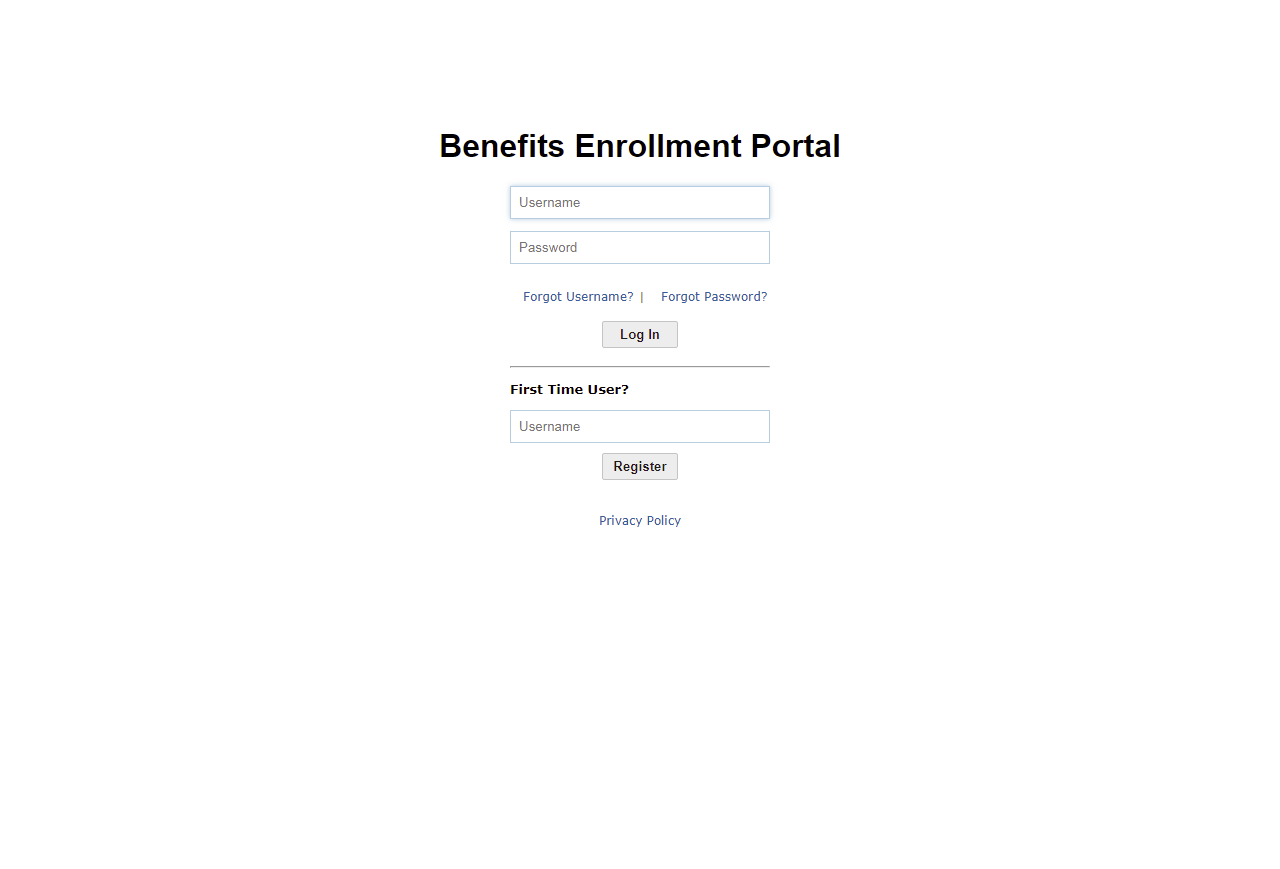 Benefits Enrollment Portal
Username
Password
Forgot Username? | Forgot Password?
Log In
First Time User?
Username
Register
Privacy Policy